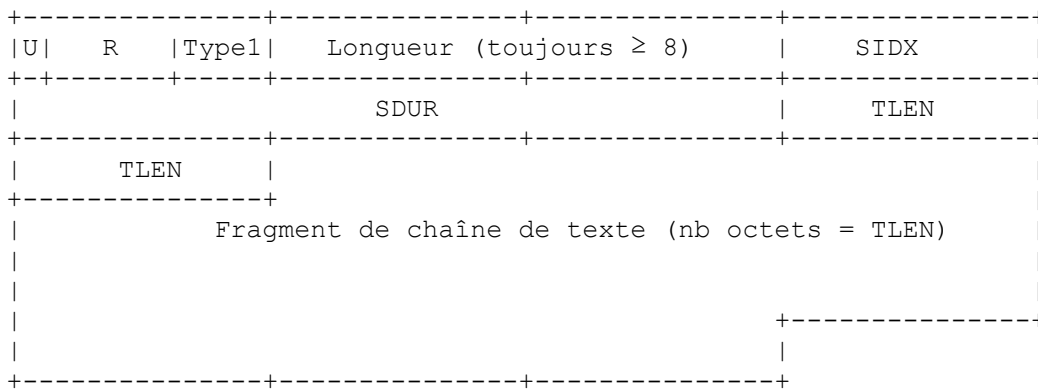 |U| R |Type1| Longueur (toujours ≥ 8) | SIDX
| SDUR | TLEN
| TLEN |
Fragment de chaîne de texte (nb octets = TLEN)